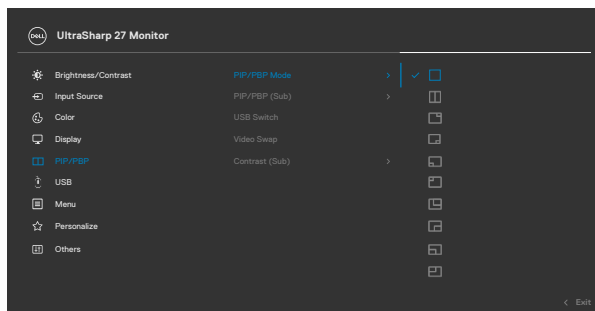 DELL UltraSharp 27 Monitor
Brightness/Contrast PIP/PBP Mode
Input Source PIP/PBP (Sub)
Color USB Switch
Display Video Swap
PIP/PBP Contrast (Sub)
USB
Menu
Personalize
Others
Exit